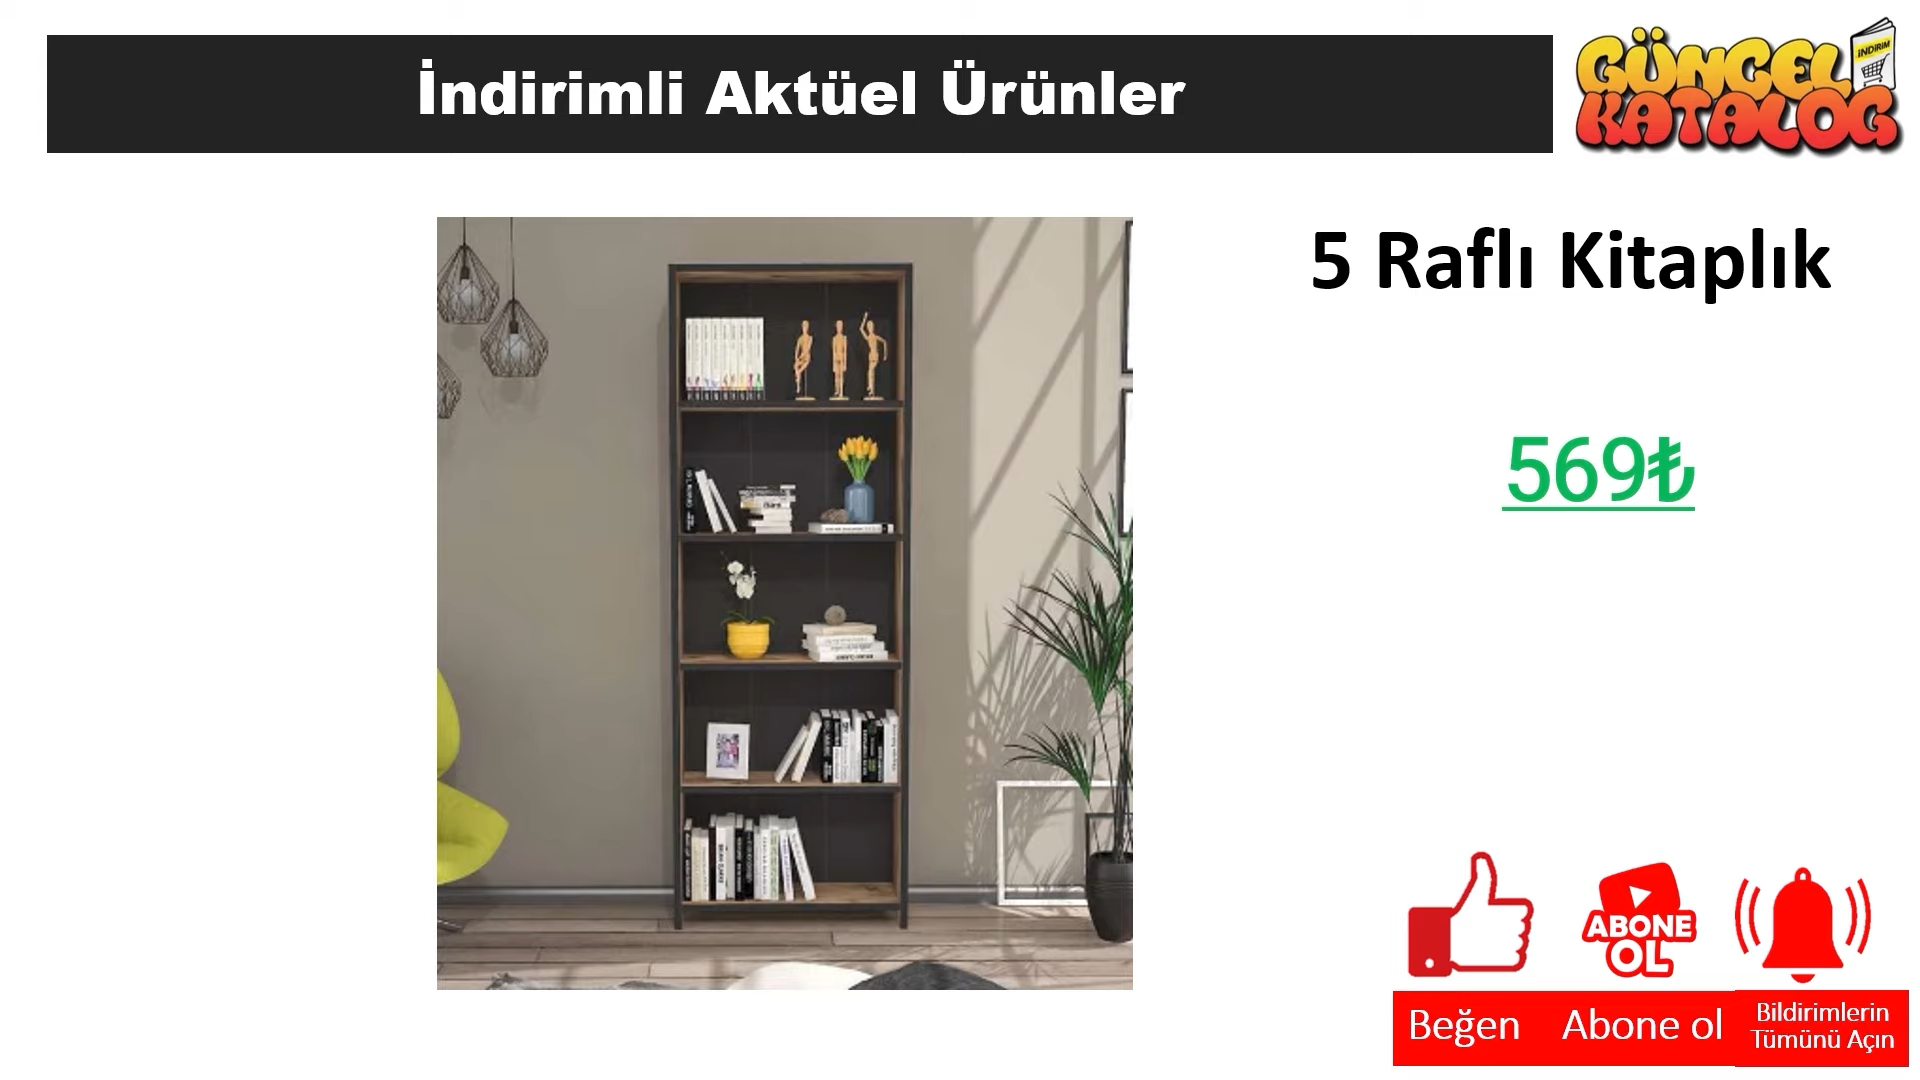 İndirimli Aktüel Ürünler
GÜNCEL
KATALOG
İNDİRİM
5 Raflı Kitaplık
569₺
ABONE
OL
Beğen
Abone ol
Bildirimlerin
Tümünü Açın